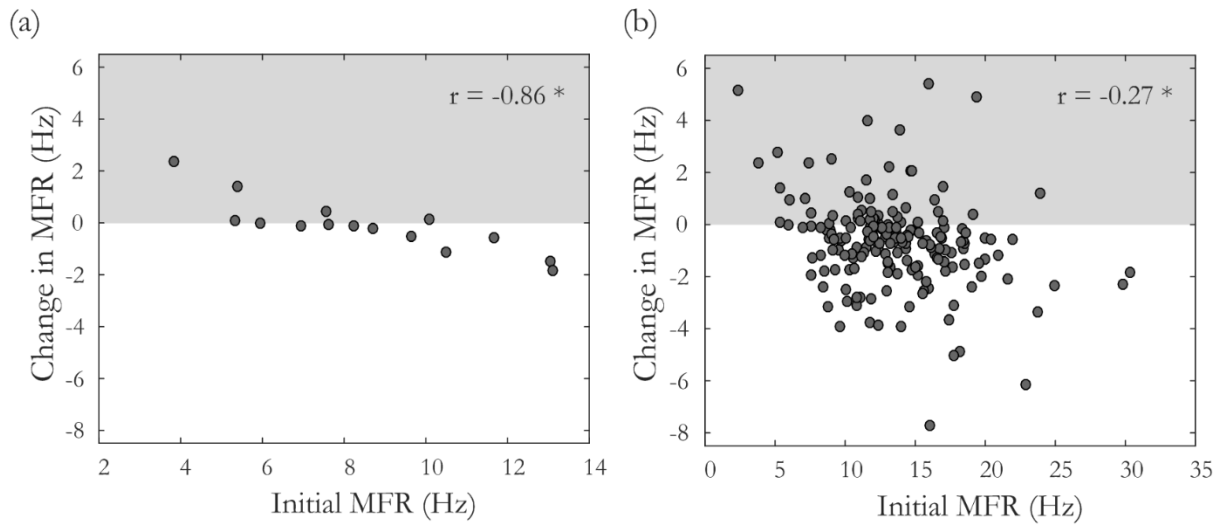 (a)
r = -0.86 *
6
4
2
0
-2
-4
-6
-8
Change in MFR (Hz)
2 4 6 8 10 12 14
Initial MFR (Hz)
(b)
r = -0.27 *
6
4
2
0
-2
-4
-6
-8
Change in MFR (Hz)
0 5 10 15 20 25 30 35
Initial MFR (Hz)